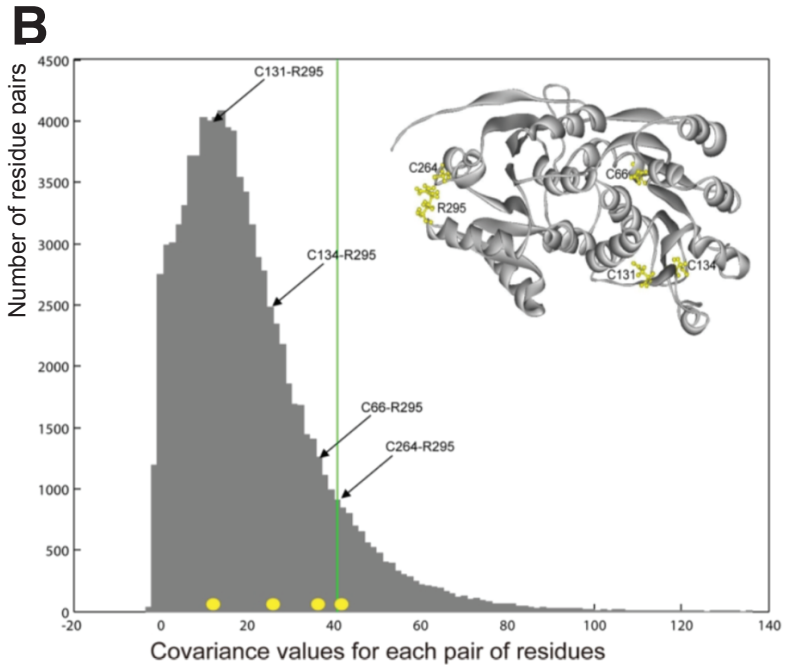 B
Number of residue pairs
4500
4000
3500
3000
2500
2000
1500
1000
500
0
C131-R295
C134-R295
C66-R295
C264-R295
C264
R295
C66
C131
C134
-20
0
20
40
60
80
100
120
140
Covariance values for each pair of residues